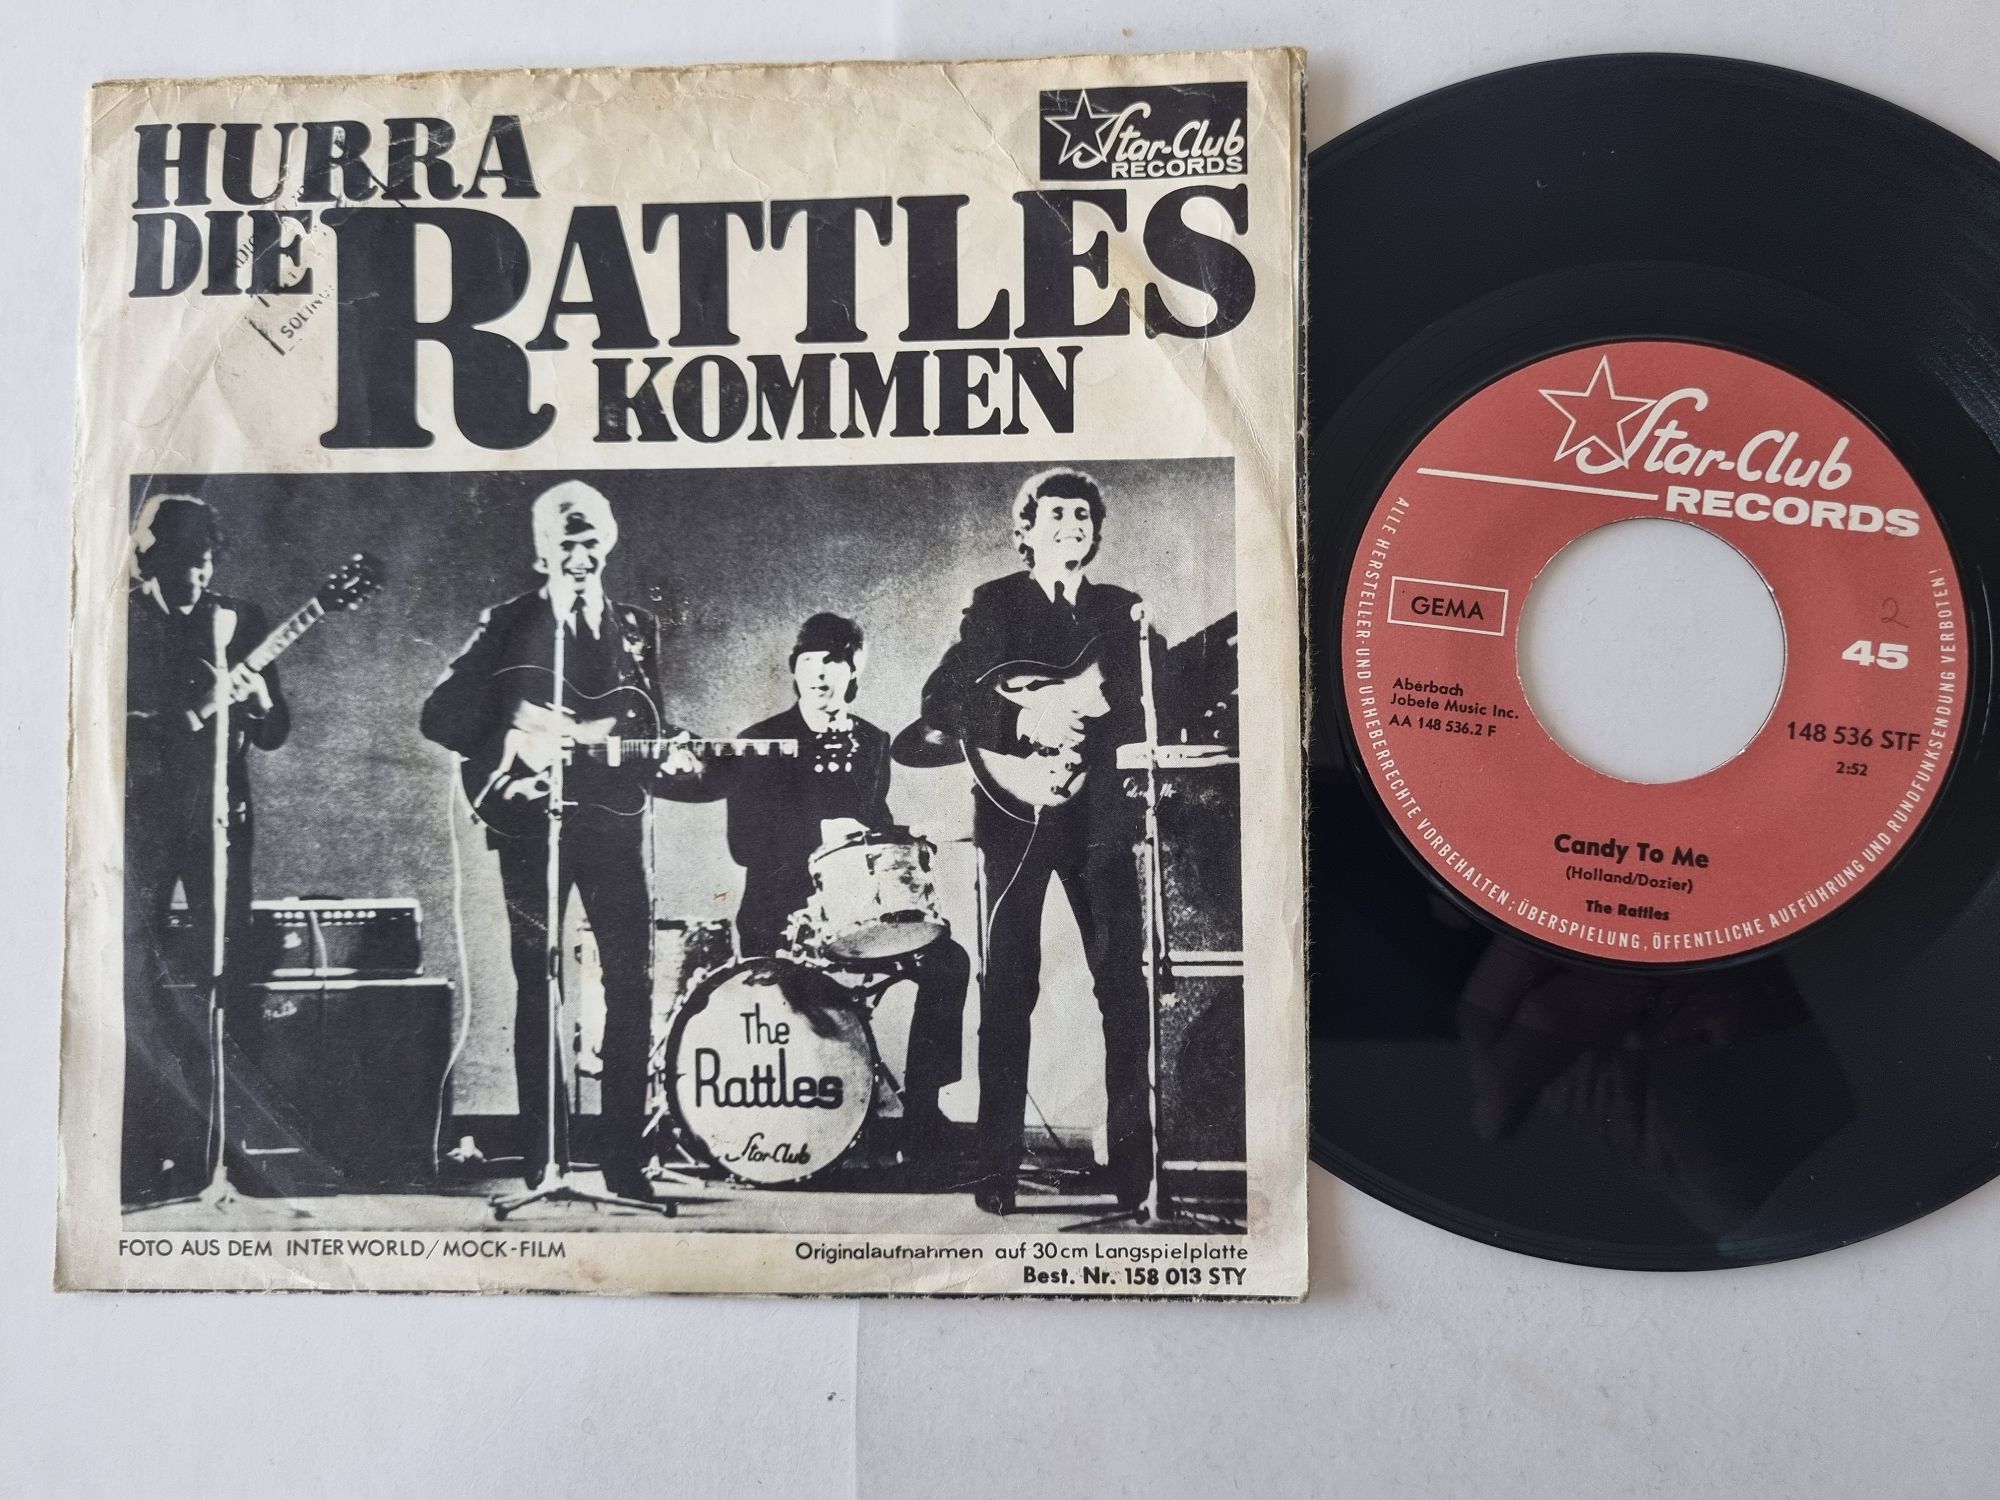 HURRA
DIE RATTLES
KOMMEN
Star-Club
RECORDS
SOLINGEN
The
Rattles
Star-Club
FOTO AUS DEM INTERWORLD/MOCK-FILM
Originalaufnahmen auf 30cm Langspielplatte
Best. Nr. 158 013 STY
Star-Club
RECORDS
ALLE HERSTELLER- UND URHEBERRECHTE VORBEHALTEN; ÜBERSPIELUNG, ÖFFENTLICHE AUFFÜHRUNG UND RUNDFUNKSENDUNG VERBOTEN!
GEMA
2
45
Aberbach
Jobete Music Inc.
AA 148 536.2 F
148 536 STF
2:52
Candy To Me
(Holland/Dozier)
The Rattles